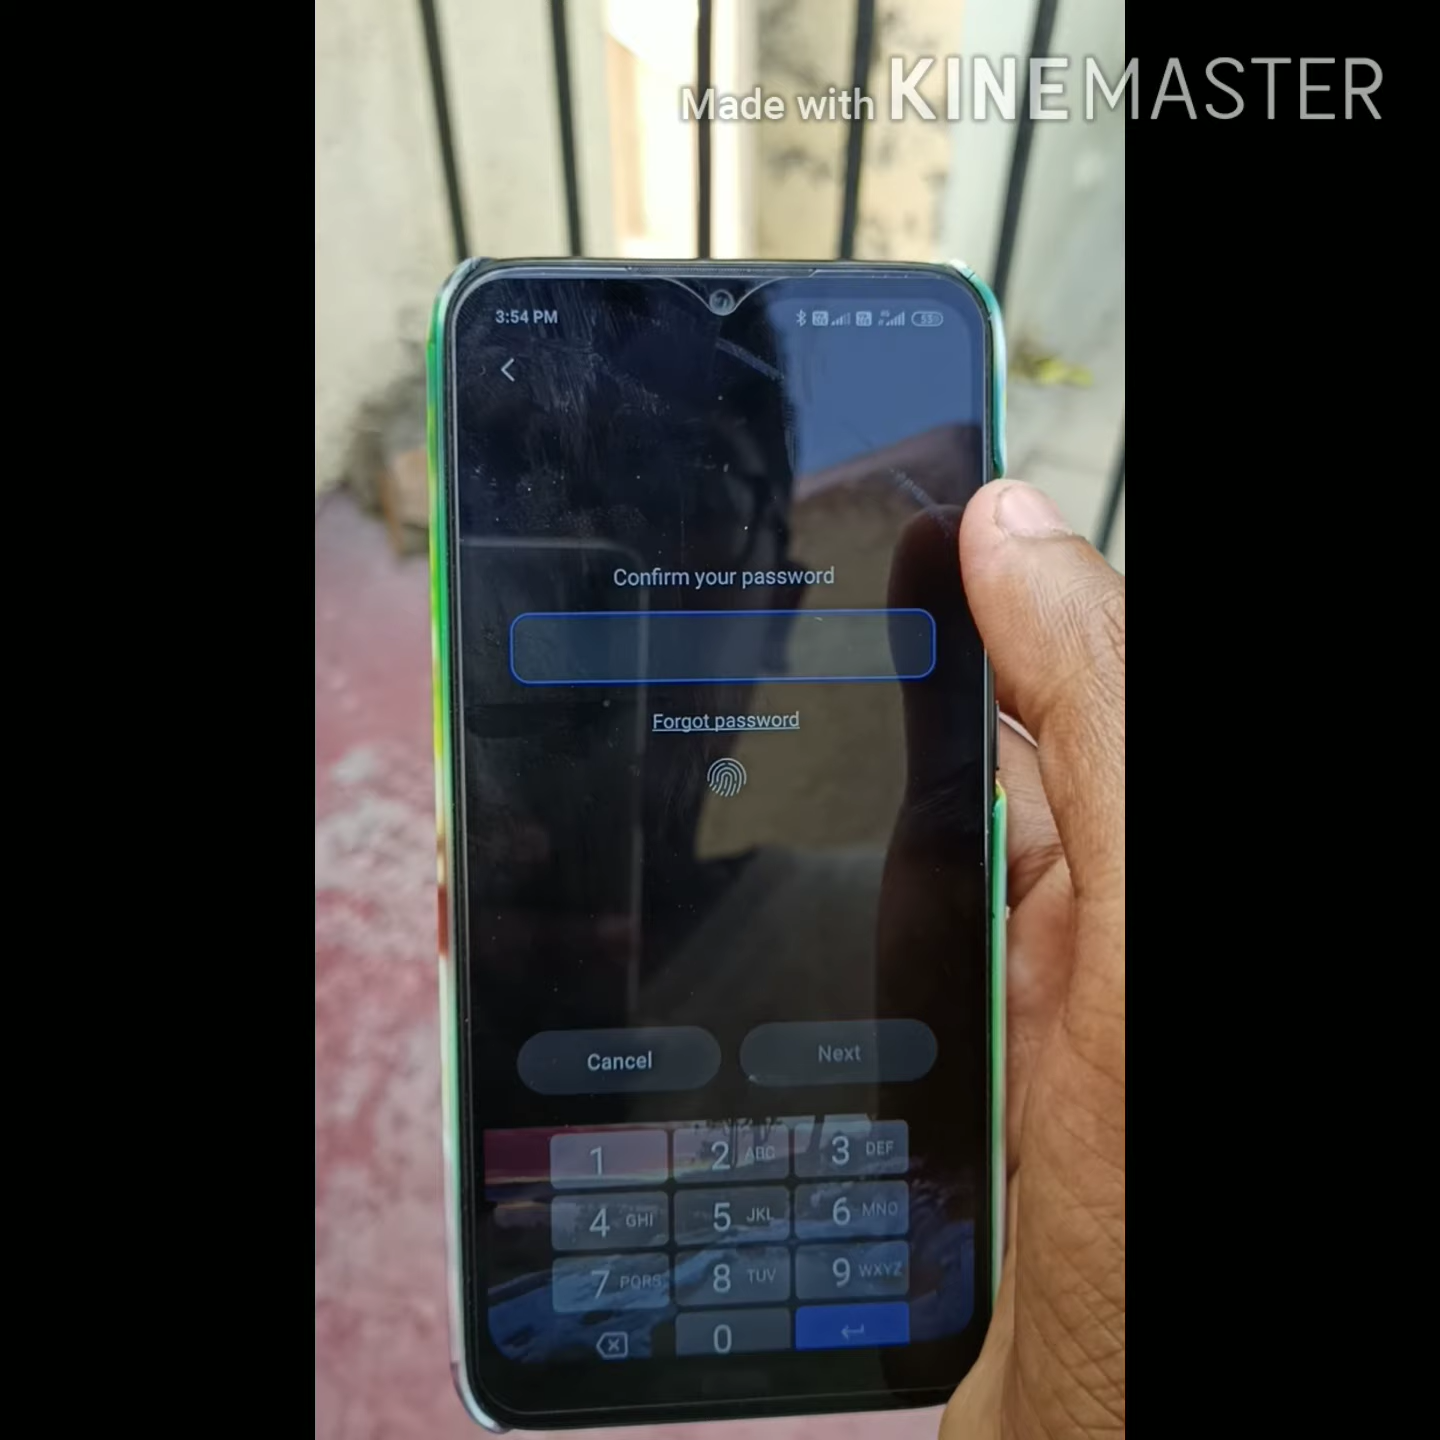 Made with KINEMASTER
3:54 PM
53
Confirm your password
Forgot password
Cancel
Next
1
2 ABC
3 DEF
4 GHI
5 JKL
6 MNO
7 PQRS
8 TUV
9 WXYZ
0